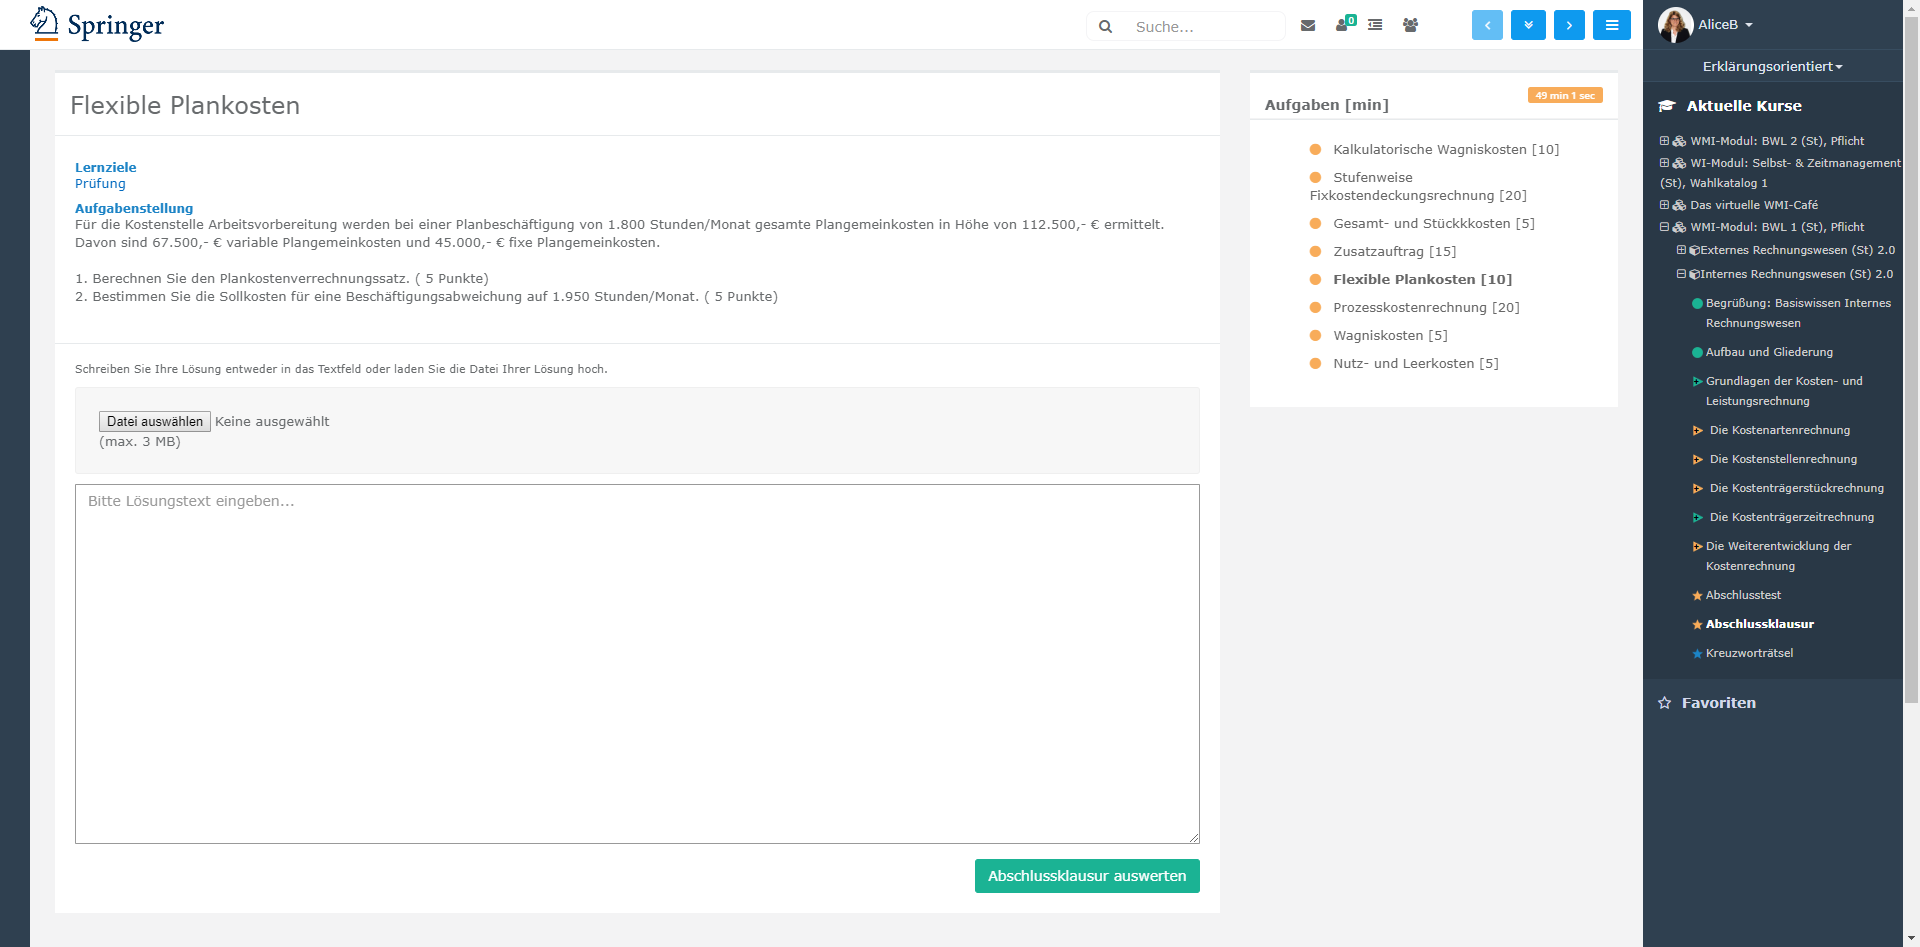 Springer
Suche...
0
AliceB
Erklärungsorientiert
Flexible Plankosten
Lernziele
Prüfung
Aufgabenstellung
Für die Kostenstelle Arbeitsvorbereitung werden bei einer Planbeschäftigung von 1.800 Stunden/Monat gesamte Plangemeinkosten in Höhe von 112.500,- € ermittelt.
Davon sind 67.500,- € variable Plangemeinkosten und 45.000,- € fixe Plangemeinkosten.
1. Berechnen Sie den Plankostenverrechnungssatz. ( 5 Punkte)
2. Bestimmen Sie die Sollkosten für eine Beschäftigungsabweichung auf 1.950 Stunden/Monat. ( 5 Punkte)
Schreiben Sie Ihre Lösung entweder in das Textfeld oder laden Sie die Datei Ihrer Lösung hoch.
Datei auswählen Keine ausgewählt
(max. 3 MB)
Bitte Lösungstext eingeben...
Abschlussklausur auswerten
Aufgaben [min]
49 min 1 sec
Kalkulatorische Wagniskosten [10]
Stufenweise
Fixkostendeckungsrechnung [20]
Gesamt- und Stückkkosten [5]
Zusatzauftrag [15]
Flexible Plankosten [10]
Prozesskostenrechnung [20]
Wagniskosten [5]
Nutz- und Leerkosten [5]
Aktuelle Kurse
WMI-Modul: BWL 2 (St), Pflicht
WI-Modul: Selbst- & Zeitmanagement
(St), Wahlkatalog 1
Das virtuelle WMI-Café
WMI-Modul: BWL 1 (St), Pflicht
Externes Rechnungswesen (St) 2.0
Internes Rechnungswesen (St) 2.0
Begrüßung: Basiswissen Internes
Rechnungswesen
Aufbau und Gliederung
Grundlagen der Kosten- und
Leistungsrechnung
Die Kostenartenrechnung
Die Kostenstellenrechnung
Die Kostenträgerstückrechnung
Die Kostenträgerzeitrechnung
Die Weiterentwicklung der
Kostenrechnung
Abschlusstest
Abschlussklausur
Kreuzworträtsel
Favoriten